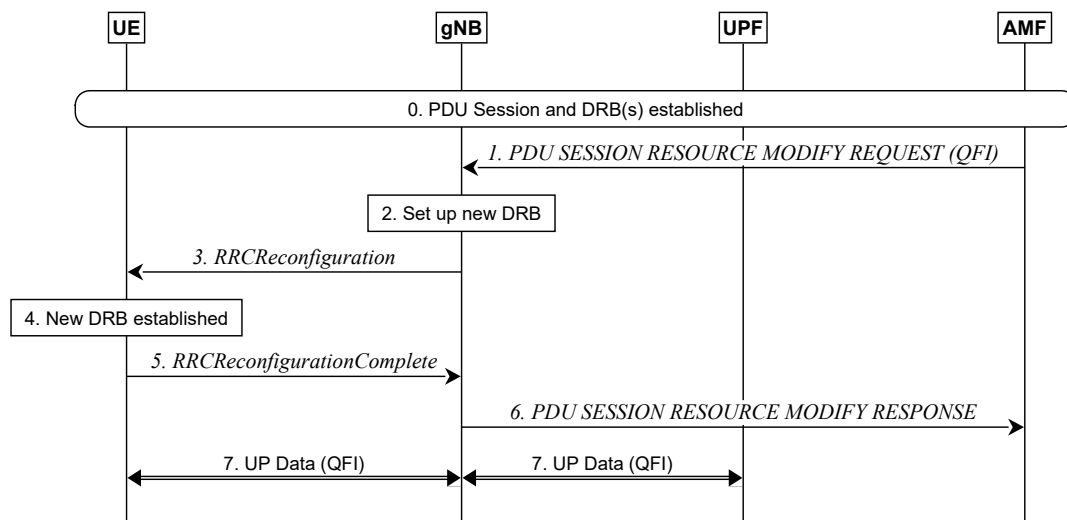 UE gNB UPF AMF
0. PDU Session and DRB(s) established
1. PDU SESSION RESOURCE MODIFY REQUEST (QFI)
2. Set up new DRB
3. RRCReconfiguration
4. New DRB established
5. RRCReconfigurationComplete
6. PDU SESSION RESOURCE MODIFY RESPONSE
7. UP Data (QFI) 7. UP Data (QFI)